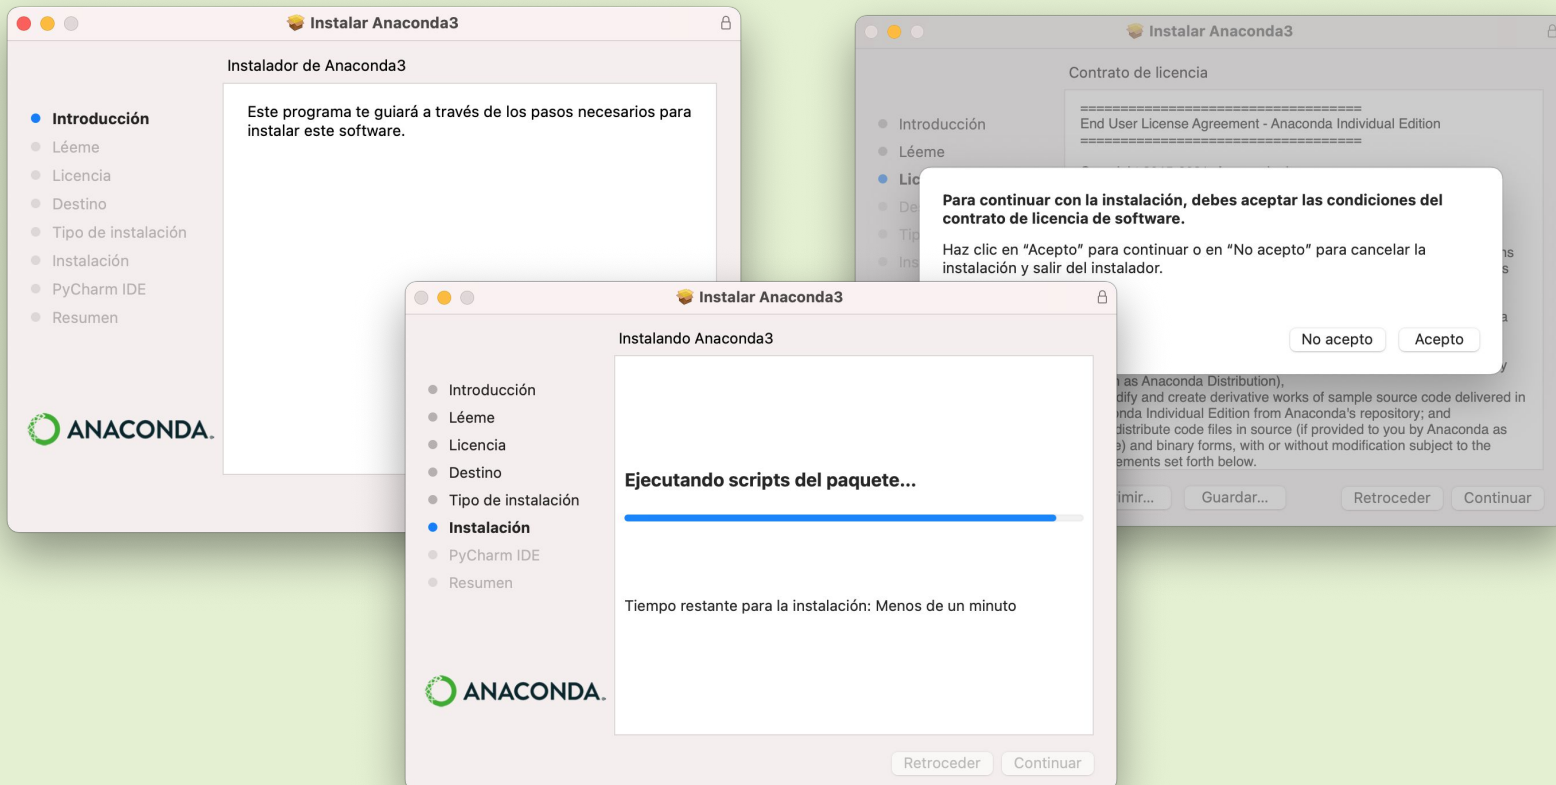 Instalar Anaconda3
Instalador de Anaconda3
Introducción
Léeme
Licencia
Destino
Tipo de instalación
Instalación
PyCharm IDE
Resumen
Este programa te guiará a través de los pasos necesarios para
instalar este software.
ANACONDA.
Instalar Anaconda3
Contrato de licencia
Introducción
Léeme
Lic
De
Tip
Ins
===================================
End User License Agreement - Anaconda Individual Edition
===================================
Para continuar con la instalación, debes aceptar las condiciones del
contrato de licencia de software.
Haz clic en “Acepto” para continuar o en “No acepto” para cancelar la
instalación y salir del instalador.
No acepto
Acepto
as Anaconda Distribution),
dify and create derivative works of sample source code delivered in
onda Individual Edition from Anaconda's repository; and
distribute code files in source (if provided to you by Anaconda as
e) and binary forms, with or without modification subject to the
ements set forth below.
imir...
Guardar...
Retroceder
Continuar
Instalar Anaconda3
Instalando Anaconda3
Introducción
Léeme
Licencia
Destino
Tipo de instalación
Instalación
PyCharm IDE
Resumen
Ejecutando scripts del paquete...
Tiempo restante para la instalación: Menos de un minuto
ANACONDA.
Retroceder
Continuar